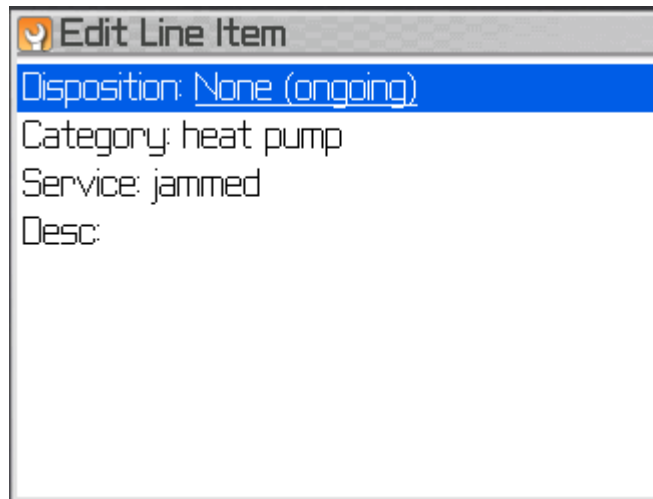 Edit Line Item
Disposition: None (ongoing)
Category: heat pump
Service: jammed
Desc: